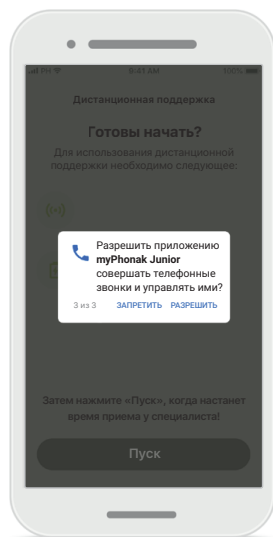 PH 9:41 AM 100%
Дистанционная поддержка
Готовы начать?
Для использования дистанционной
поддержки необходимо следующее:
Разрешить приложению
myPhonak Junior
совершать телефонные
звонки и управлять ими?
3 из 3 ЗАПРЕТИТЬ РАЗРЕШИТЬ
Затем нажмите «Пуск», когда настанет
время приема у специалиста!
Пуск